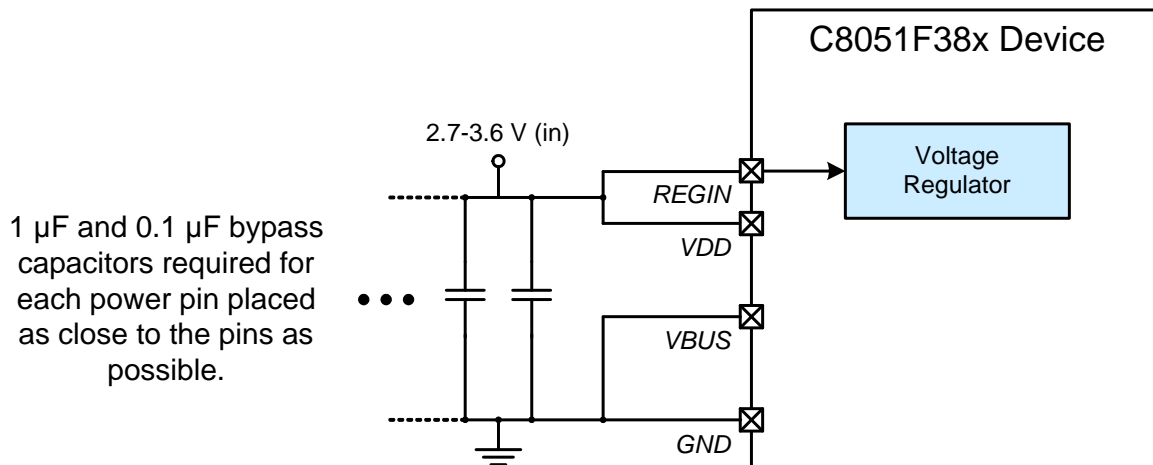 C8051F38x Device
2.7-3.6 V (in)
Voltage
Regulator
REGIN
VDD
1 µF and 0.1 µF bypass
capacitors required for
each power pin placed
as close to the pins as
possible.
VBUS
GND